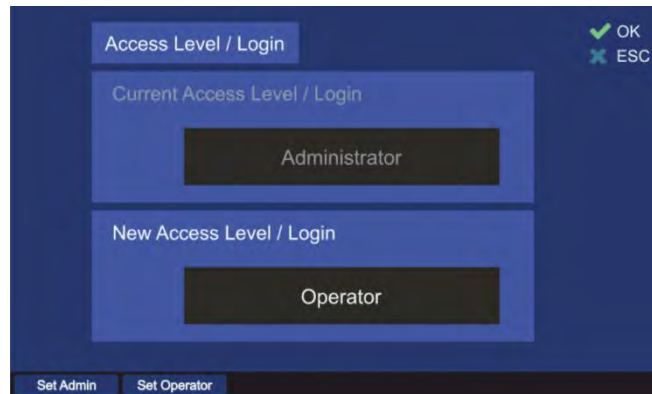 Access Level / Login
OK
ESC
Current Access Level / Login
Administrator
New Access Level / Login
Operator
Set Admin
Set Operator